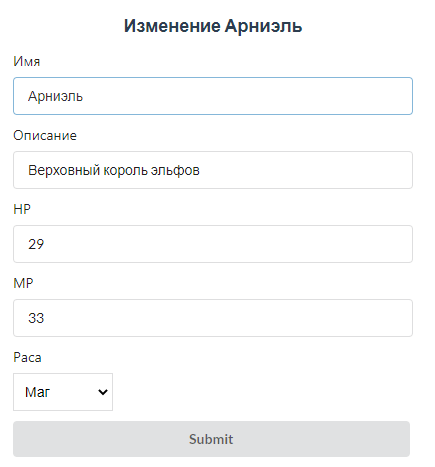 Изменение Арниэль
Имя
Арниэль
Описание
Верховный король эльфов
HP
29
MP
33
Раса
Маг
Submit